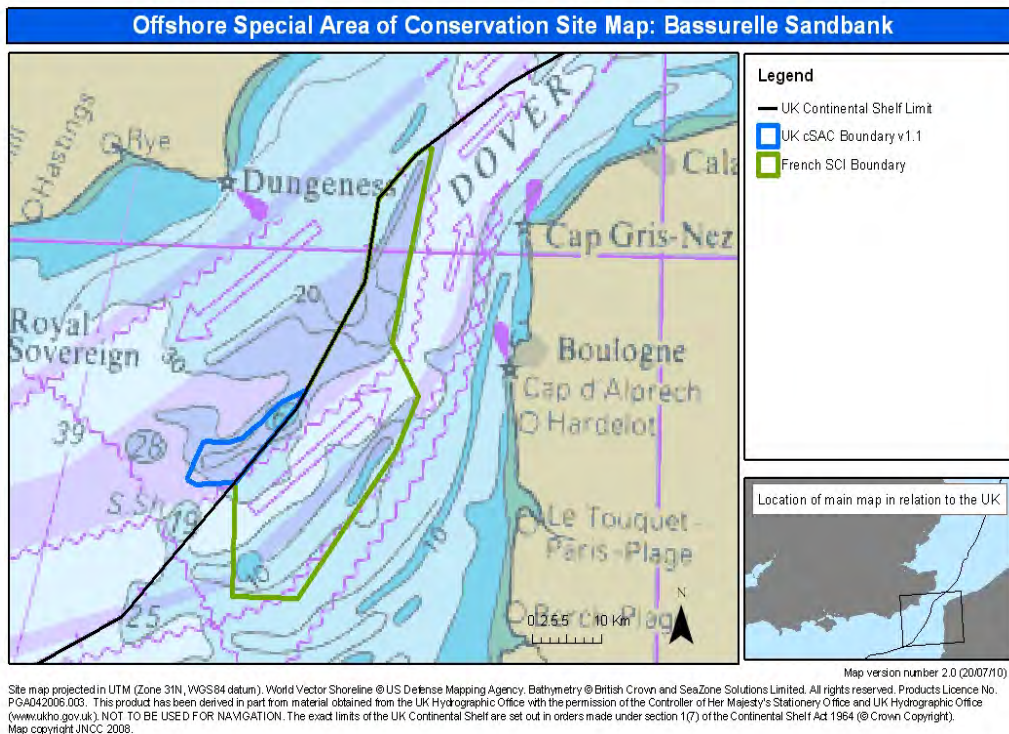 Offshore Special Area of Conservation Site Map: Bassurelle Sandbank
Legend
UK Continental Shelf Limit
UK cSAC Boundary v1.1
French SCI Boundary
Hastings
Rye
Dungeness
DOVER
Cala
Cap Gris-Nez
20
Royal
Sovereign
30
Boulogne
Cap d'Alprech
Hardelot
39
28
S. Sh
19
Le Touquet-
Paris-Plage
10
25
Berck-Plag
N
0 2.5 5 10 Km
Location of main map in relation to the UK
Map version number 2.0 (20/07/10)
Site map projected in UTM (Zone 31N, WGS84 datum). World Vector Shoreline © US Defense Mapping Agency. Bathymetry © British Crown and SeaZone Solutions Limited. All rights reserved. Products Licence No.
PGA042006.003. This product has been derived in part from material obtained from the UK Hydrographic Office with the permission of the Controller of Her Majesty's Stationery Office and UK Hydrographic Office
(www.ukho.gov.uk). NOT TO BE USED FOR NAVIGATION. The exact limits of the UK Continental Shelf are set out in orders made under section 1(7) of the Continental Shelf Act 1964 (© Crown Copyright).
Map copyright JNCC 2008.